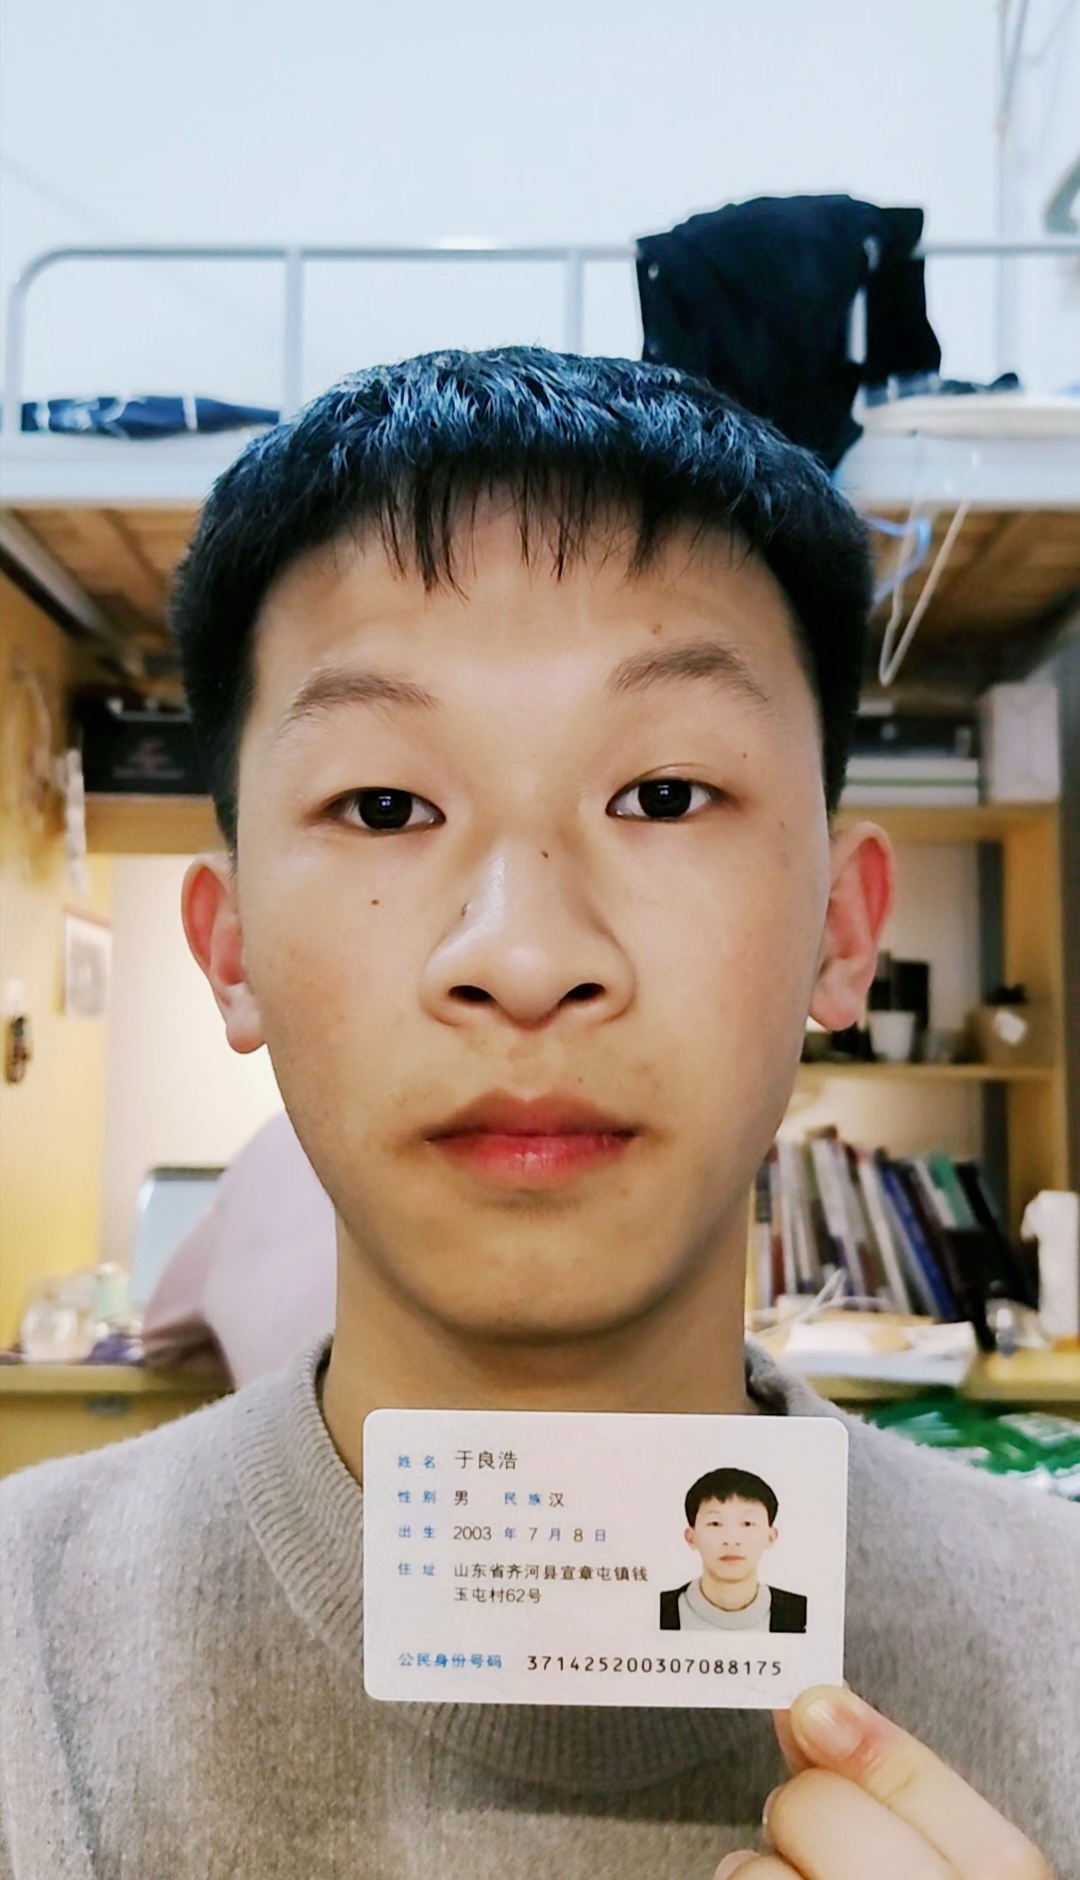 姓名 于良浩
性别 男 民族 汉
出生 2003 年 7 月 8 日
住址 山东省齐河县宣章屯镇钱
玉屯村62号
公民身份号码 371425200307088175